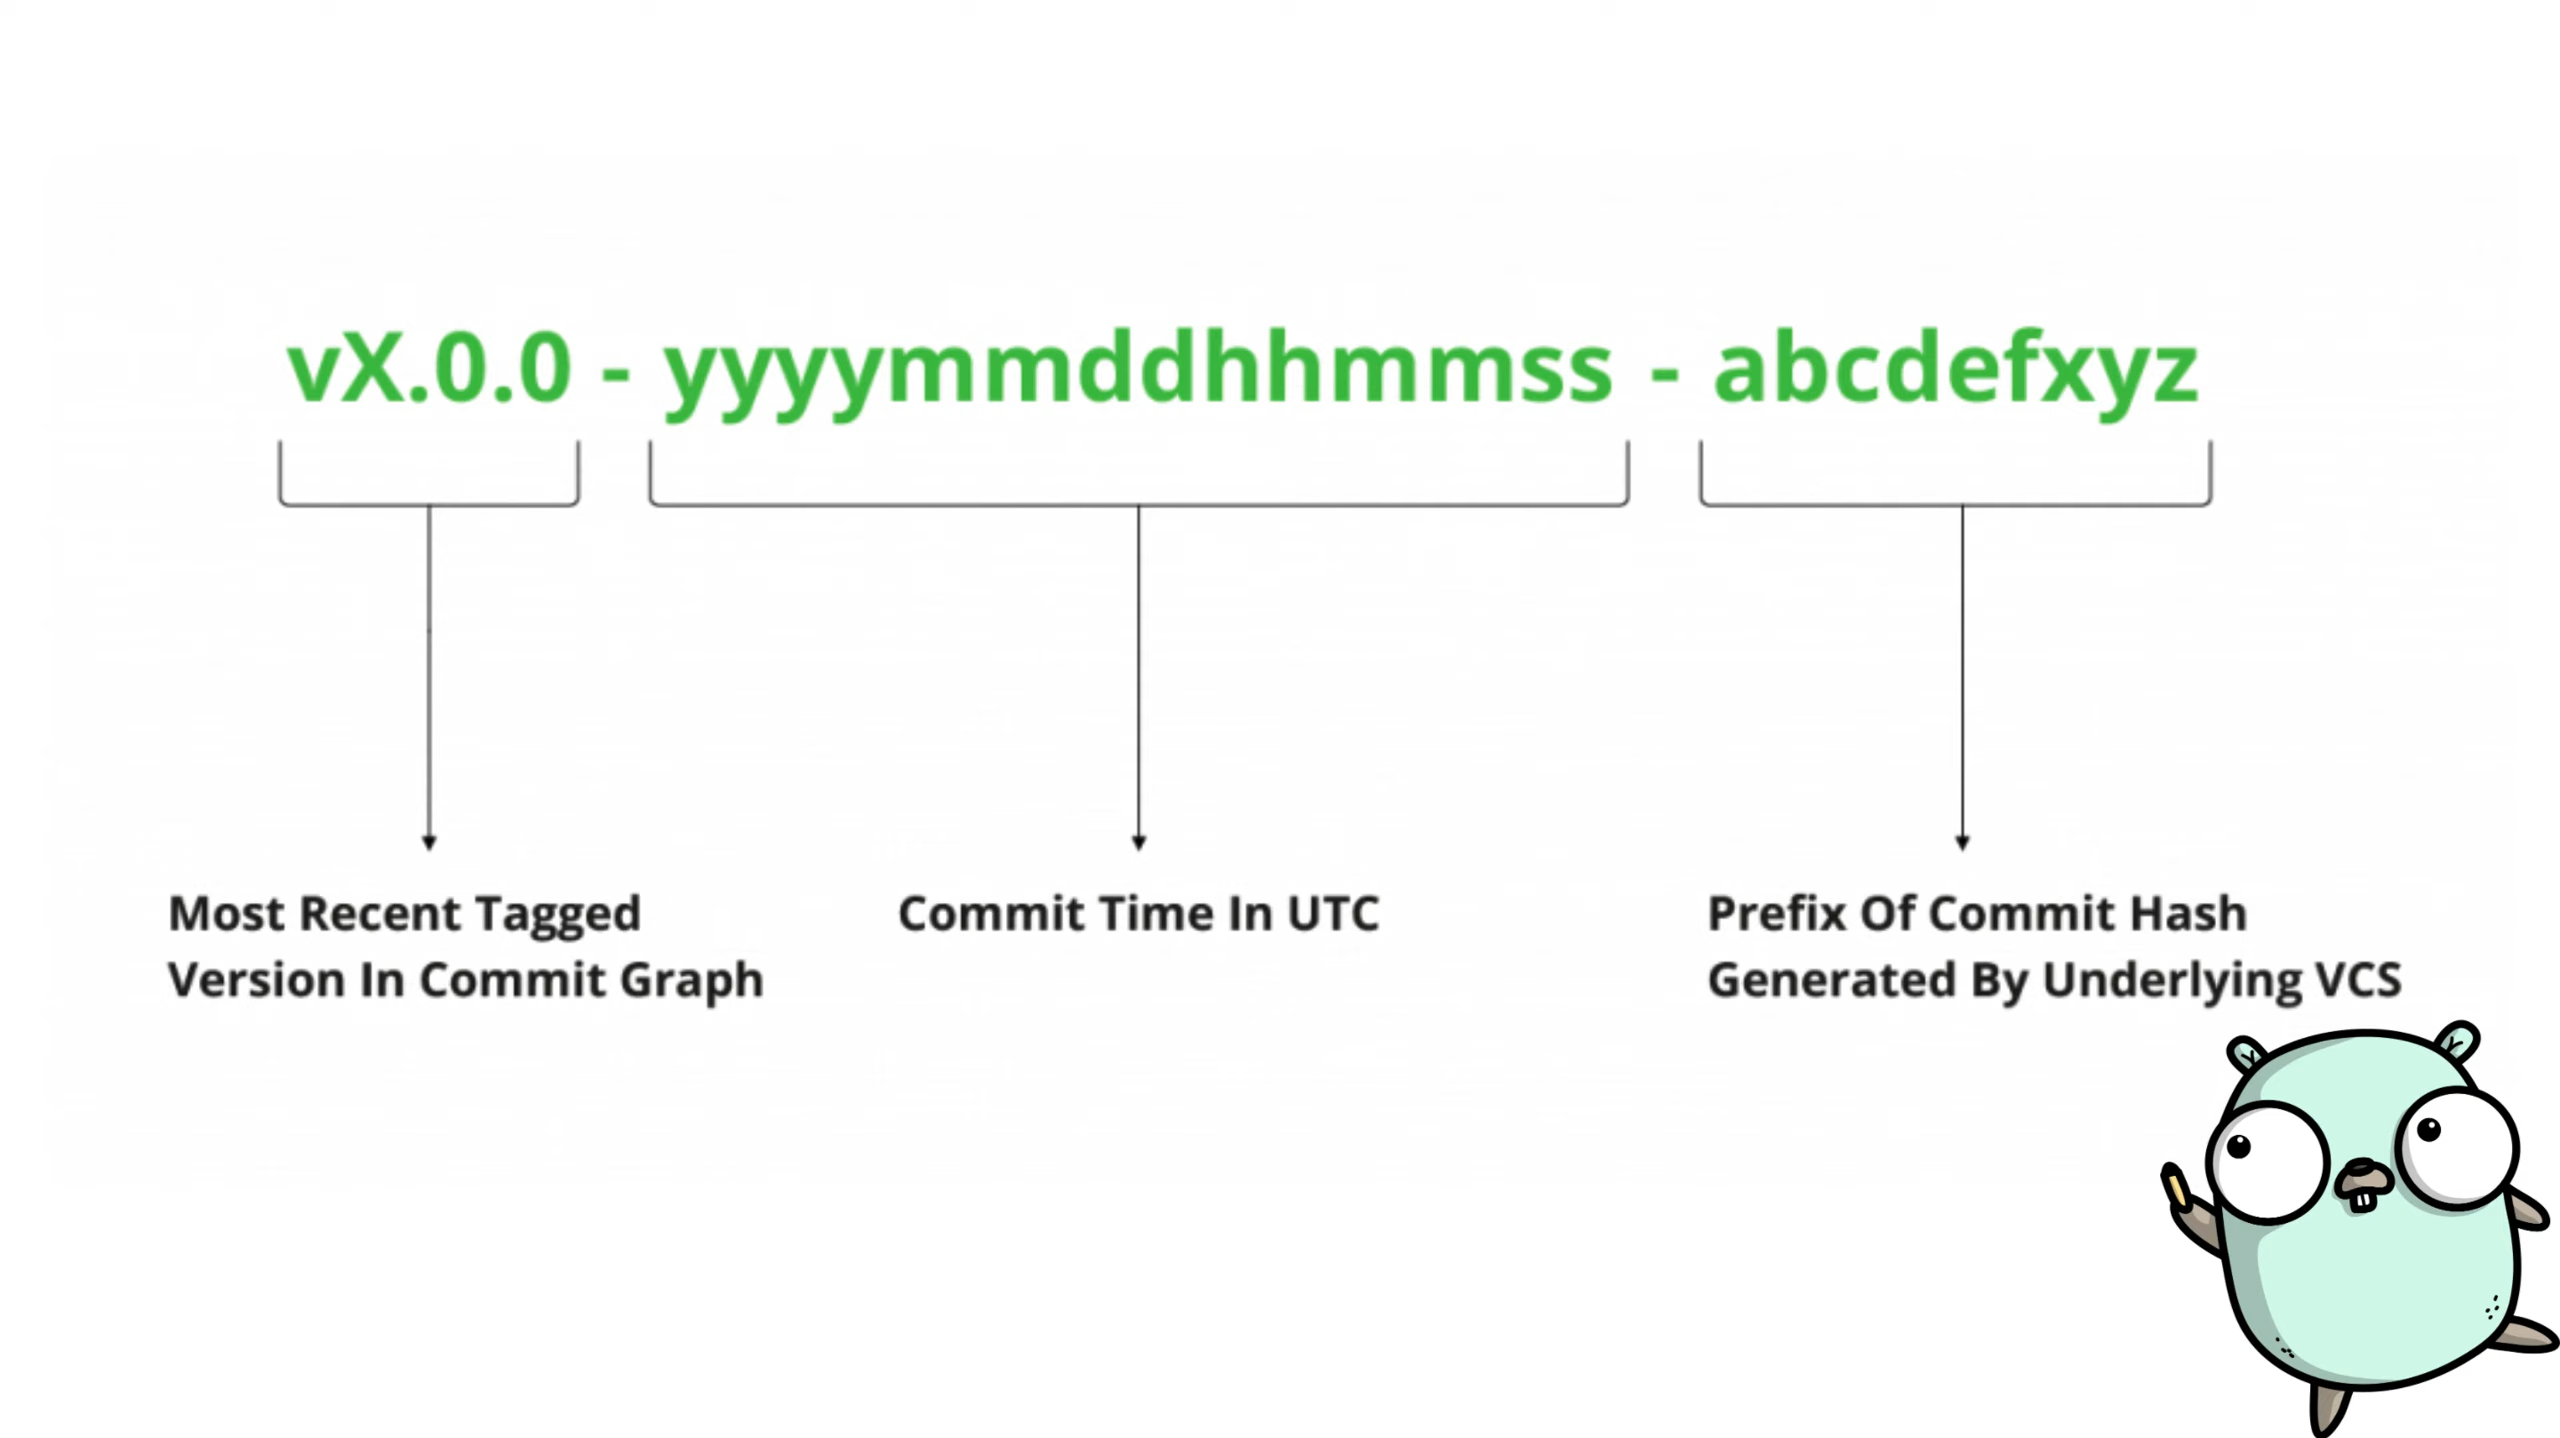 vX.0.0 - yyyymmddhhmmss - abcdefxyz
Most Recent Tagged
Version In Commit Graph
Commit Time In UTC
Prefix Of Commit Hash
Generated By Underlying VCS